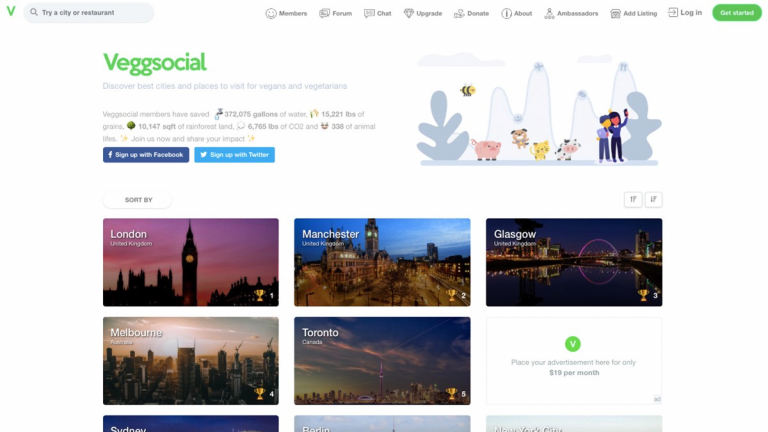 V
Try a city or restaurant
Members
Forum
Chat
Upgrade
Donate
About
Ambassadors
Add Listing
Log in
Get started
Veggsocial
Discover best cities and places to visit for vegans and vegetarians
Veggsocial members have saved 372,075 gallons of water, 15,221 lbs of
grains, 10,147 sqft of rainforest land, 6,765 lbs of CO2 and 338 of animal
lifes. ✨ Join us now and share your impact ✨
f Sign up with Facebook
Sign up with Twitter
SORT BY
London
United Kingdom
1
Manchester
United Kingdom
2
Glasgow
United Kingdom
3
Melbourne
Australia
4
Toronto
Canada
5
V
Place your advertisement here for only
$19 per month
ad
Sydney
Berlin
New York City